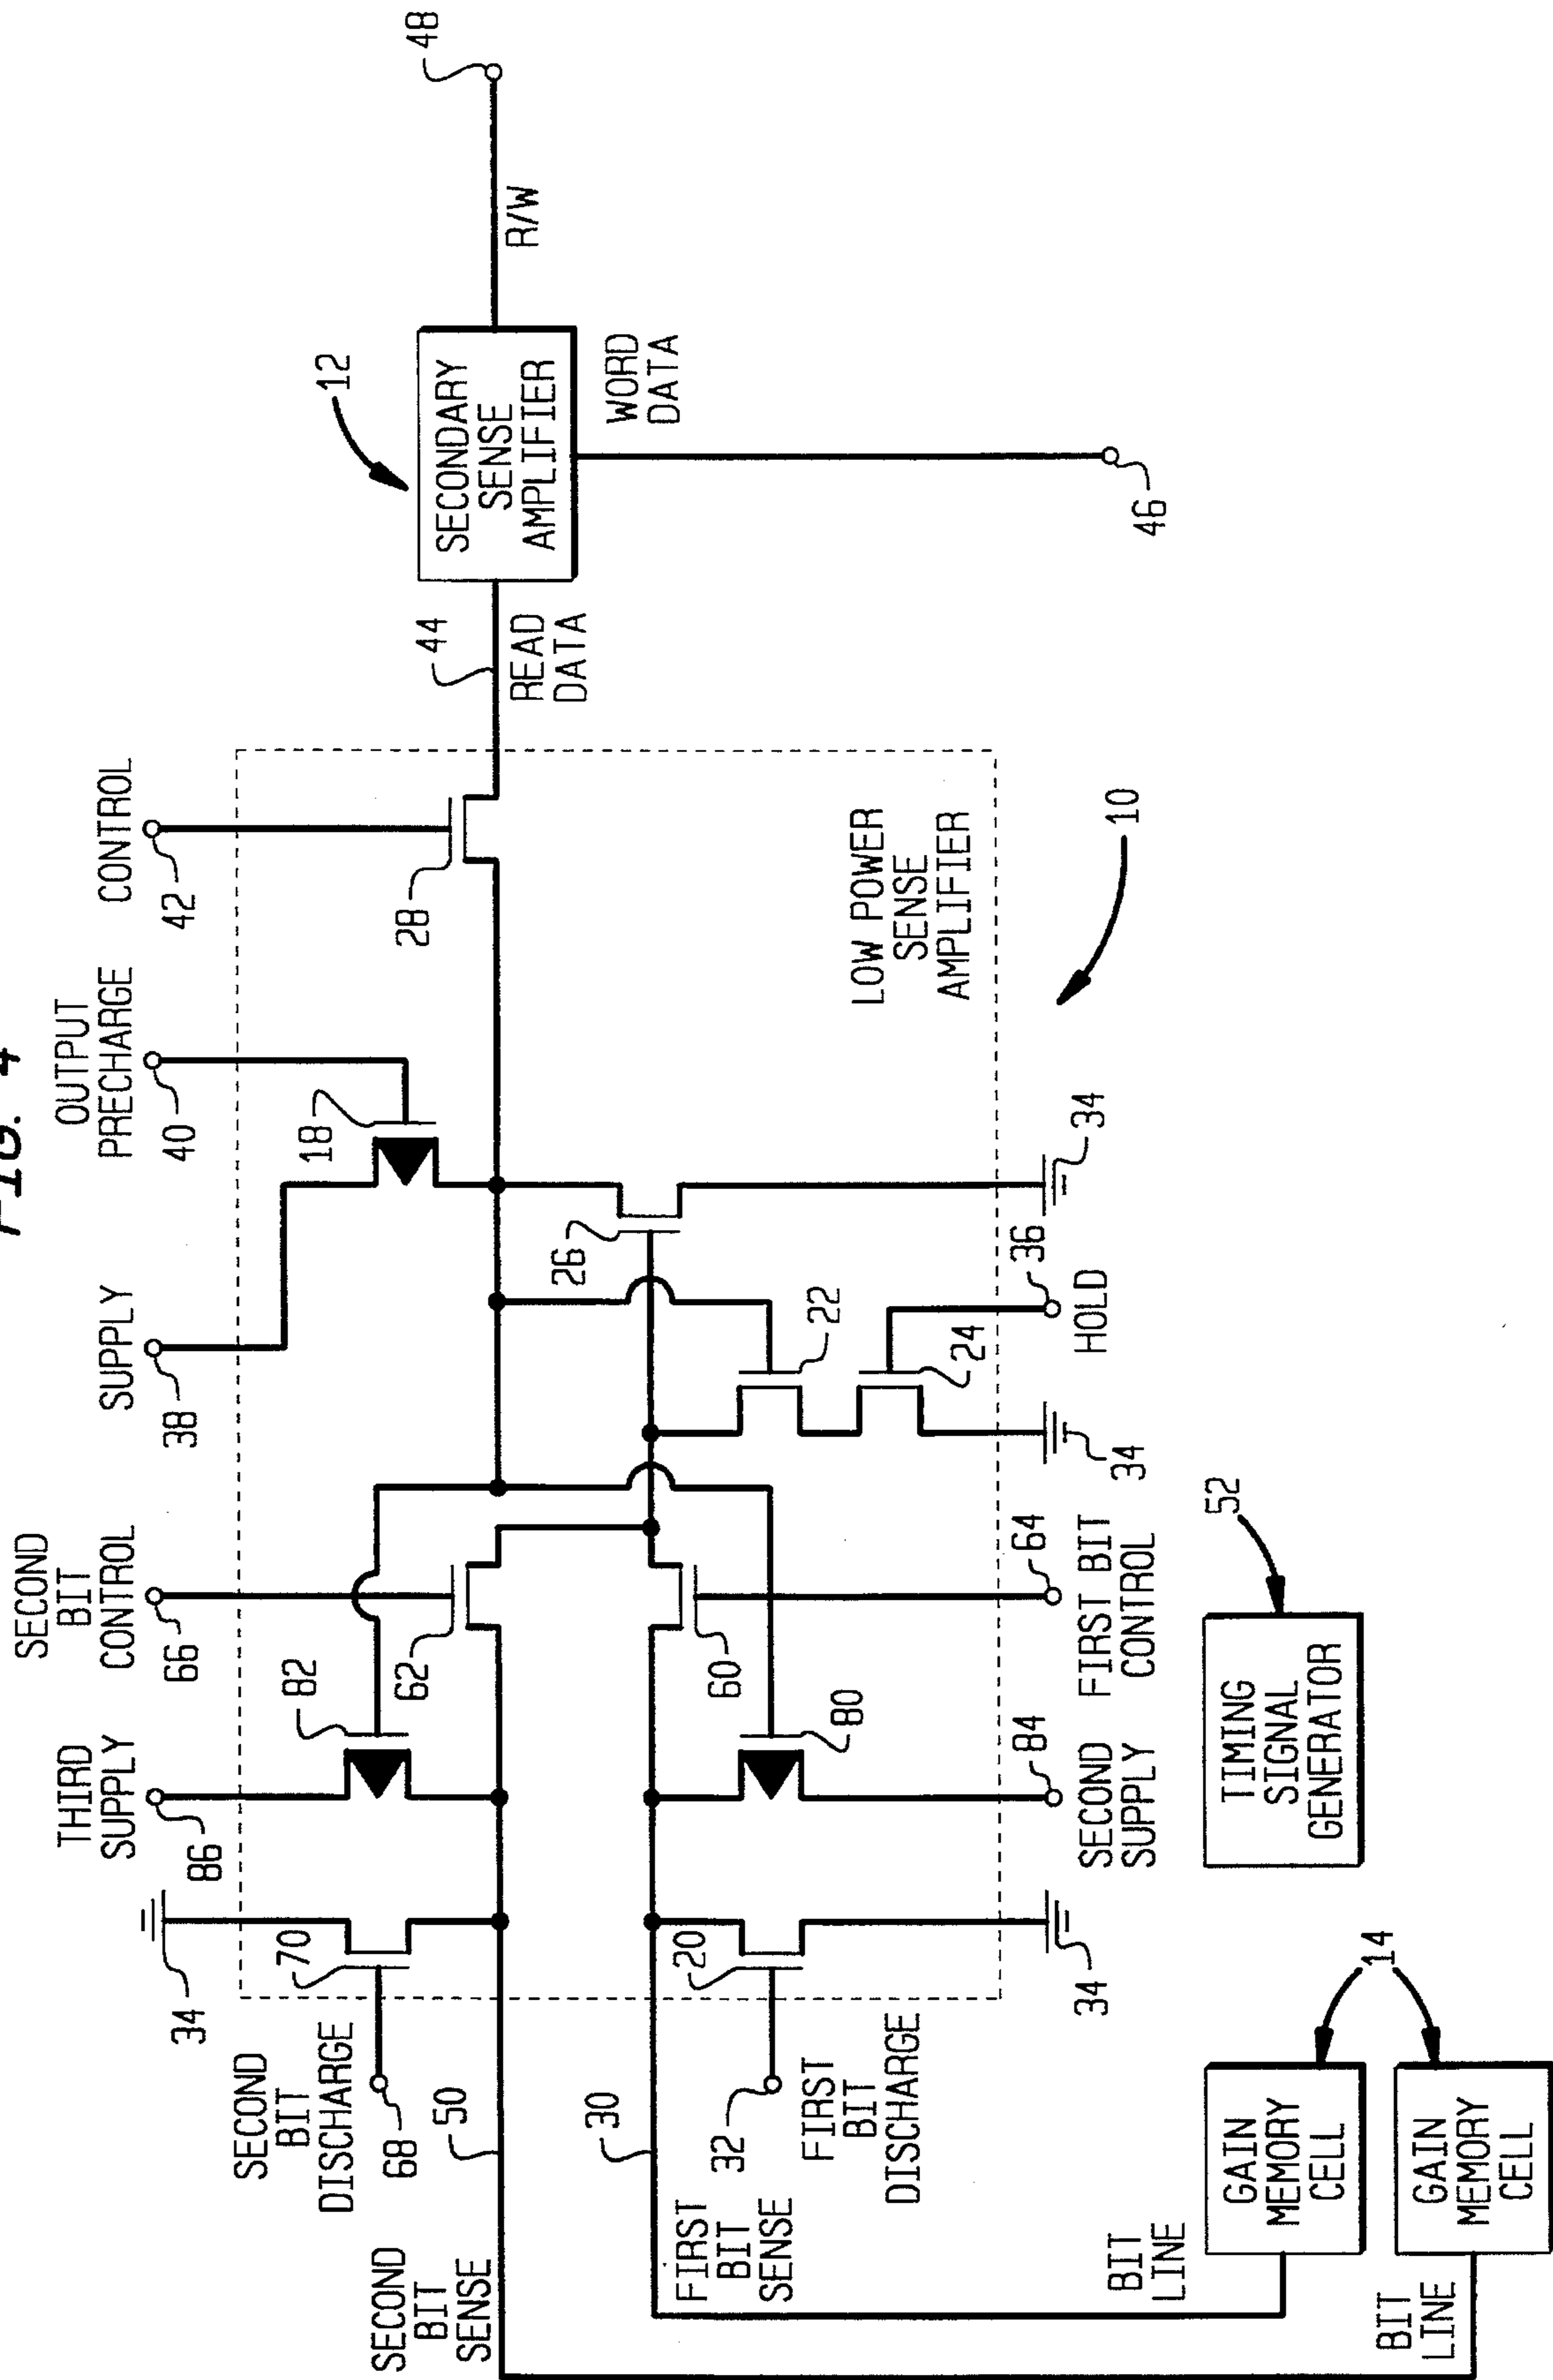 FIG. 4
OUTPUT
PRECHARGE
40
CONTROL
42
SUPPLY
38
SECOND
BIT
CONTROL
66
THIRD
SUPPLY
86
34
SECOND
BIT
DISCHARGE
68
70
82
62
18
28
50
SECOND
BIT
SENSE
30
FIRST
BIT
SENSE
32
FIRST
BIT
DISCHARGE
20
80
60
26
22
24
34
34
SECOND
SUPPLY
84
FIRST BIT
CONTROL
64
34
HOLD
36
34
LOW POWER
SENSE
AMPLIFIER
10
44
READ
DATA
12
SECONDARY
SENSE
AMPLIFIER
WORD
DATA
46
R/W
48
BIT
LINE
GAIN
MEMORY
CELL
14
BIT
LINE
GAIN
MEMORY
CELL
TIMING
SIGNAL
GENERATOR
52